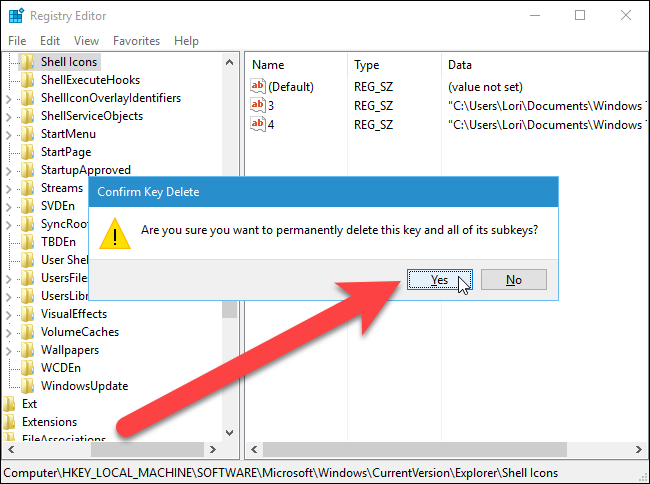 Registry Editor
File Edit View Favorites Help
Shell Icons
ShellExecuteHooks
ShellIconOverlayIdentifiers
ShellServiceObjects
StartMenu
StartPage
StartupApproved
Streams
SVDEn
SyncRoot
TBDEn
User Shel
UsersFile
UsersLibr
VisualEffects
VolumeCaches
Wallpapers
WCDEn
WindowsUpdate
Ext
Extensions
FileAssociations
Name Type Data
ab (Default) REG_SZ (value not set)
ab 3 REG_SZ "C:\Users\Lori\Documents\Windows
ab 4 REG_SZ "C:\Users\Lori\Documents\Windows
Confirm Key Delete
Are you sure you want to permanently delete this key and all of its subkeys?
Yes No
Computer\HKEY_LOCAL_MACHINE\SOFTWARE\Microsoft\Windows\CurrentVersion\Explorer\Shell Icons